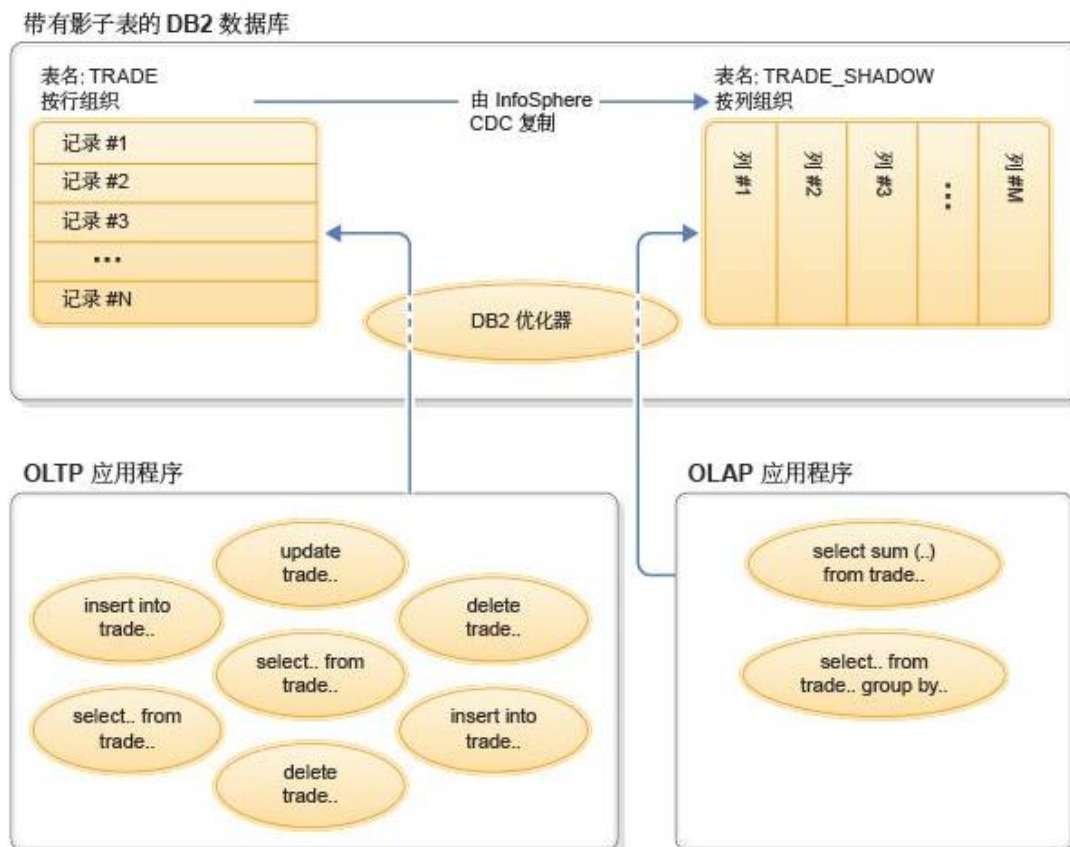 带有影子表的 DB2 数据库
表名: TRADE
按行组织
由 InfoSphere
CDC 复制
表名: TRADE_SHADOW
按列组织
记录 #1
记录 #2
记录 #3
...
记录 #N
列 #1
列 #2
列 #3
...
列 #M
DB2 优化器
OLTP 应用程序
update
trade..
insert into
trade..
delete
trade..
select.. from
trade..
select.. from
trade..
insert into
trade..
delete
trade..
OLAP 应用程序
select sum (..)
from trade..
select.. from
trade.. group by..